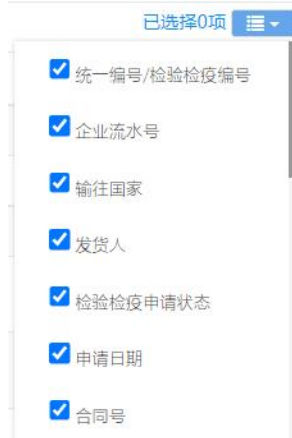 已选择0项
统一编号/检验检疫编号
企业流水号
输往国家
发货人
检验检疫申请状态
申请日期
合同号